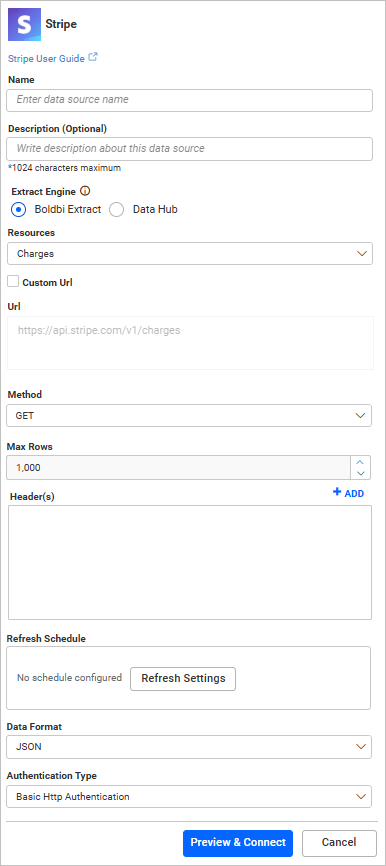 S Stripe
Stripe User Guide
Name
Enter data source name
Description (Optional)
Write description about this data source
*1024 characters maximum
Extract Engine
Boldbi Extract Data Hub
Resources
Charges
Custom Url
Url
https://api.stripe.com/v1/charges
Method
GET
Max Rows
1,000
Header(s) + ADD
Refresh Schedule
No schedule configured Refresh Settings
Data Format
JSON
Authentication Type
Basic Http Authentication
Preview & Connect Cancel